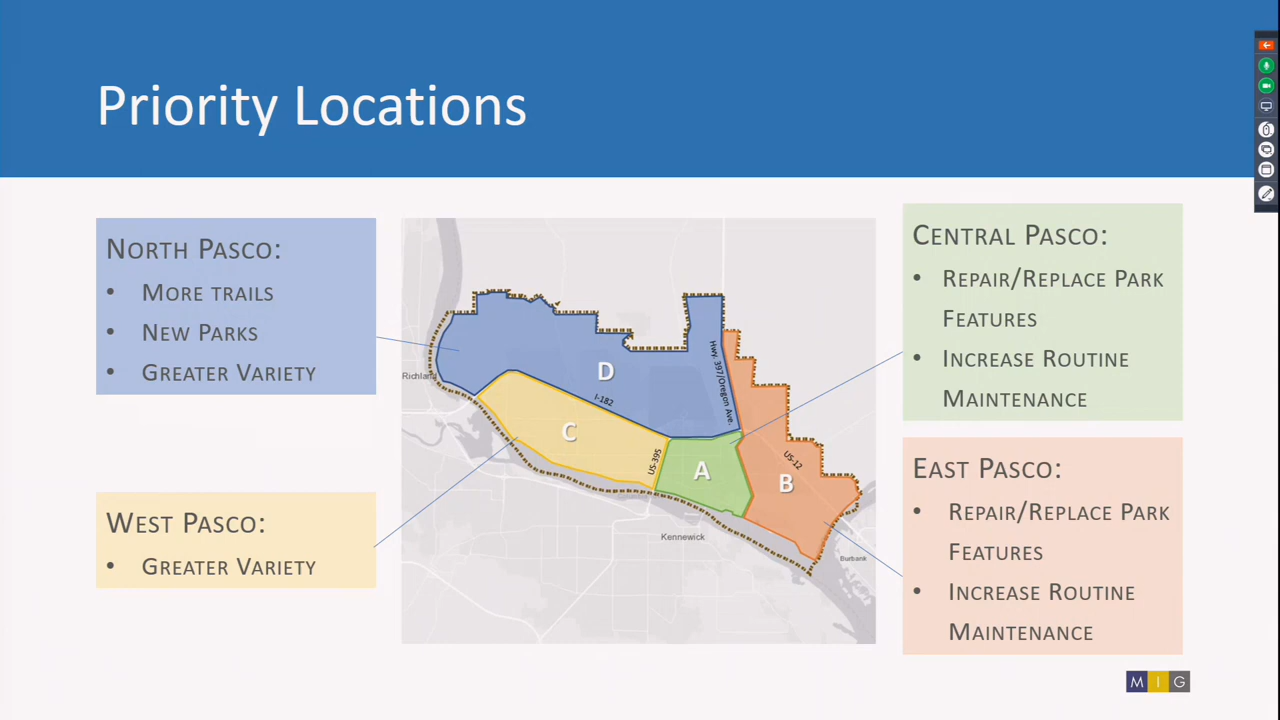 Priority Locations
NORTH PASCO:
• MORE TRAILS
• NEW PARKS
• GREATER VARIETY
WEST PASCO:
• GREATER VARIETY
Richland
D
I-182
Hwy. 397/Oregon Ave.
C
US-395
A
US-12
B
Kennewick
Burbank
CENTRAL PASCO:
• REPAIR/REPLACE PARK
FEATURES
• INCREASE ROUTINE
MAINTENANCE
EAST PASCO:
• REPAIR/REPLACE PARK
FEATURES
• INCREASE ROUTINE
MAINTENANCE
M I G